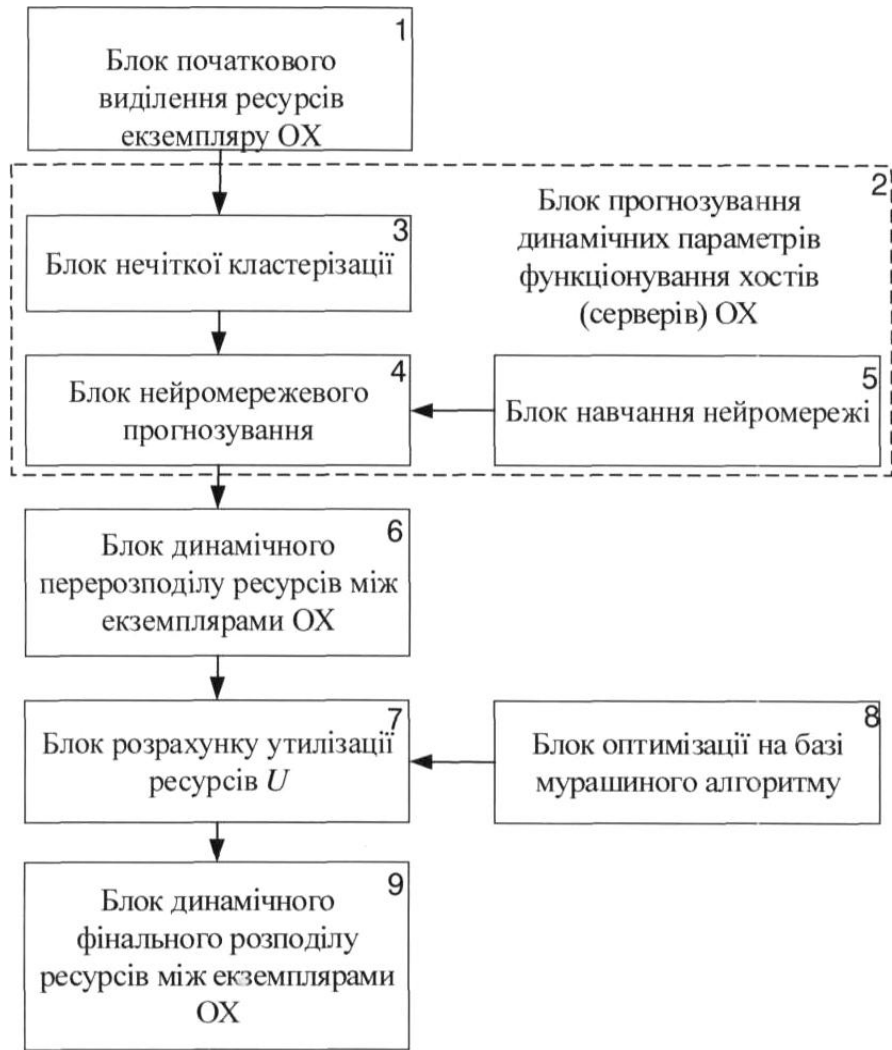 1
Блок початкового
виділення ресурсів
екземпляру ОХ
2
Блок прогнозування
динамічних параметрів
функціонування хостів
(серверів) ОХ
3
Блок нечіткої кластерізації
4
Блок нейромережевого
прогнозування
5
Блок навчання нейромережі
6
Блок динамічного
перерозподілу ресурсів між
екземплярами ОХ
7
Блок розрахунку утилізації
ресурсів U
8
Блок оптимізації на базі
мурашиного алгоритму
9
Блок динамічного
фінального розподілу
ресурсів між екземплярами
ОХ